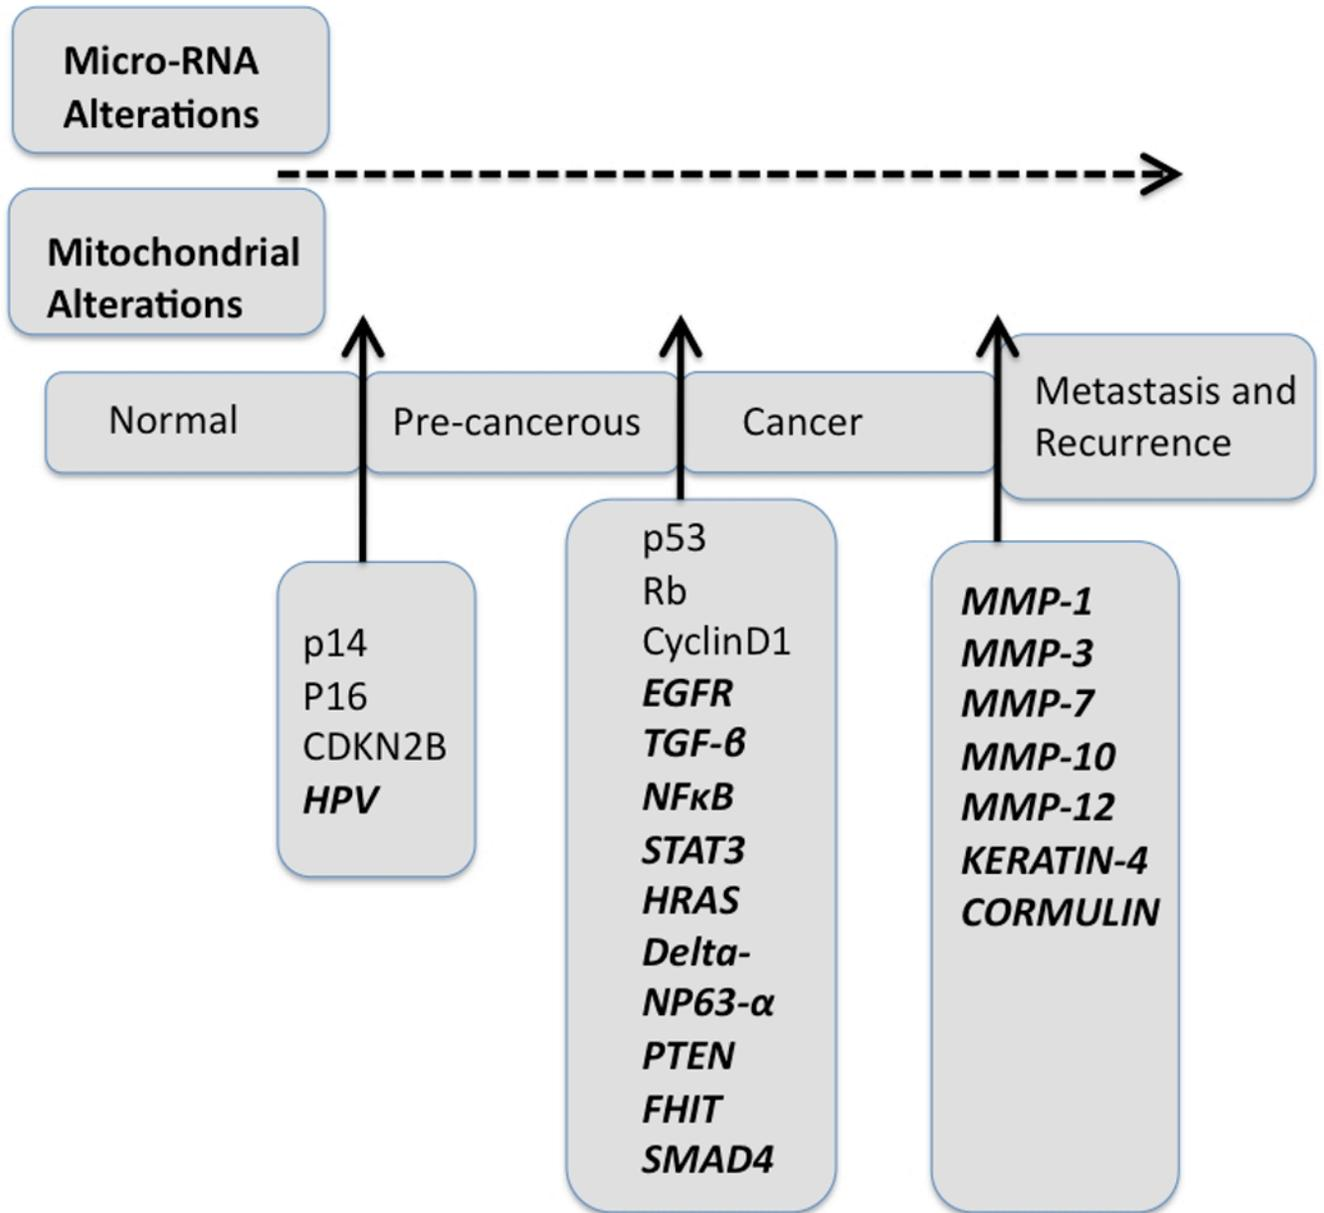 Micro-RNA
Alterations
Mitochondrial
Alterations
Normal
Pre-cancerous
Cancer
Metastasis and
Recurrence
p14
P16
CDKN2B
HPV
p53
Rb
CyclinD1
EGFR
TGF-β
NFκB
STAT3
HRAS
Delta-
NP63-α
PTEN
FHIT
SMAD4
MMP-1
MMP-3
MMP-7
MMP-10
MMP-12
KERATIN-4
CORMULIN